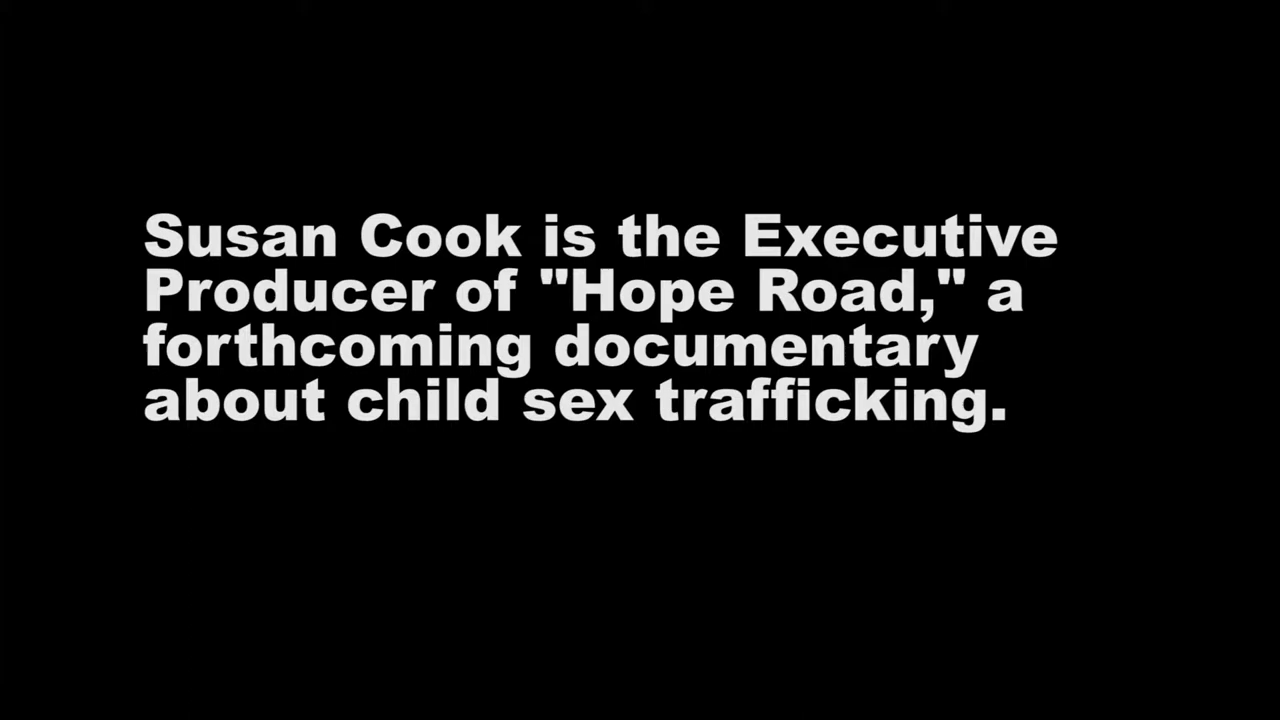 Susan Cook is the Executive
Producer of "Hope Road," a
forthcoming documentary
about child sex trafficking.